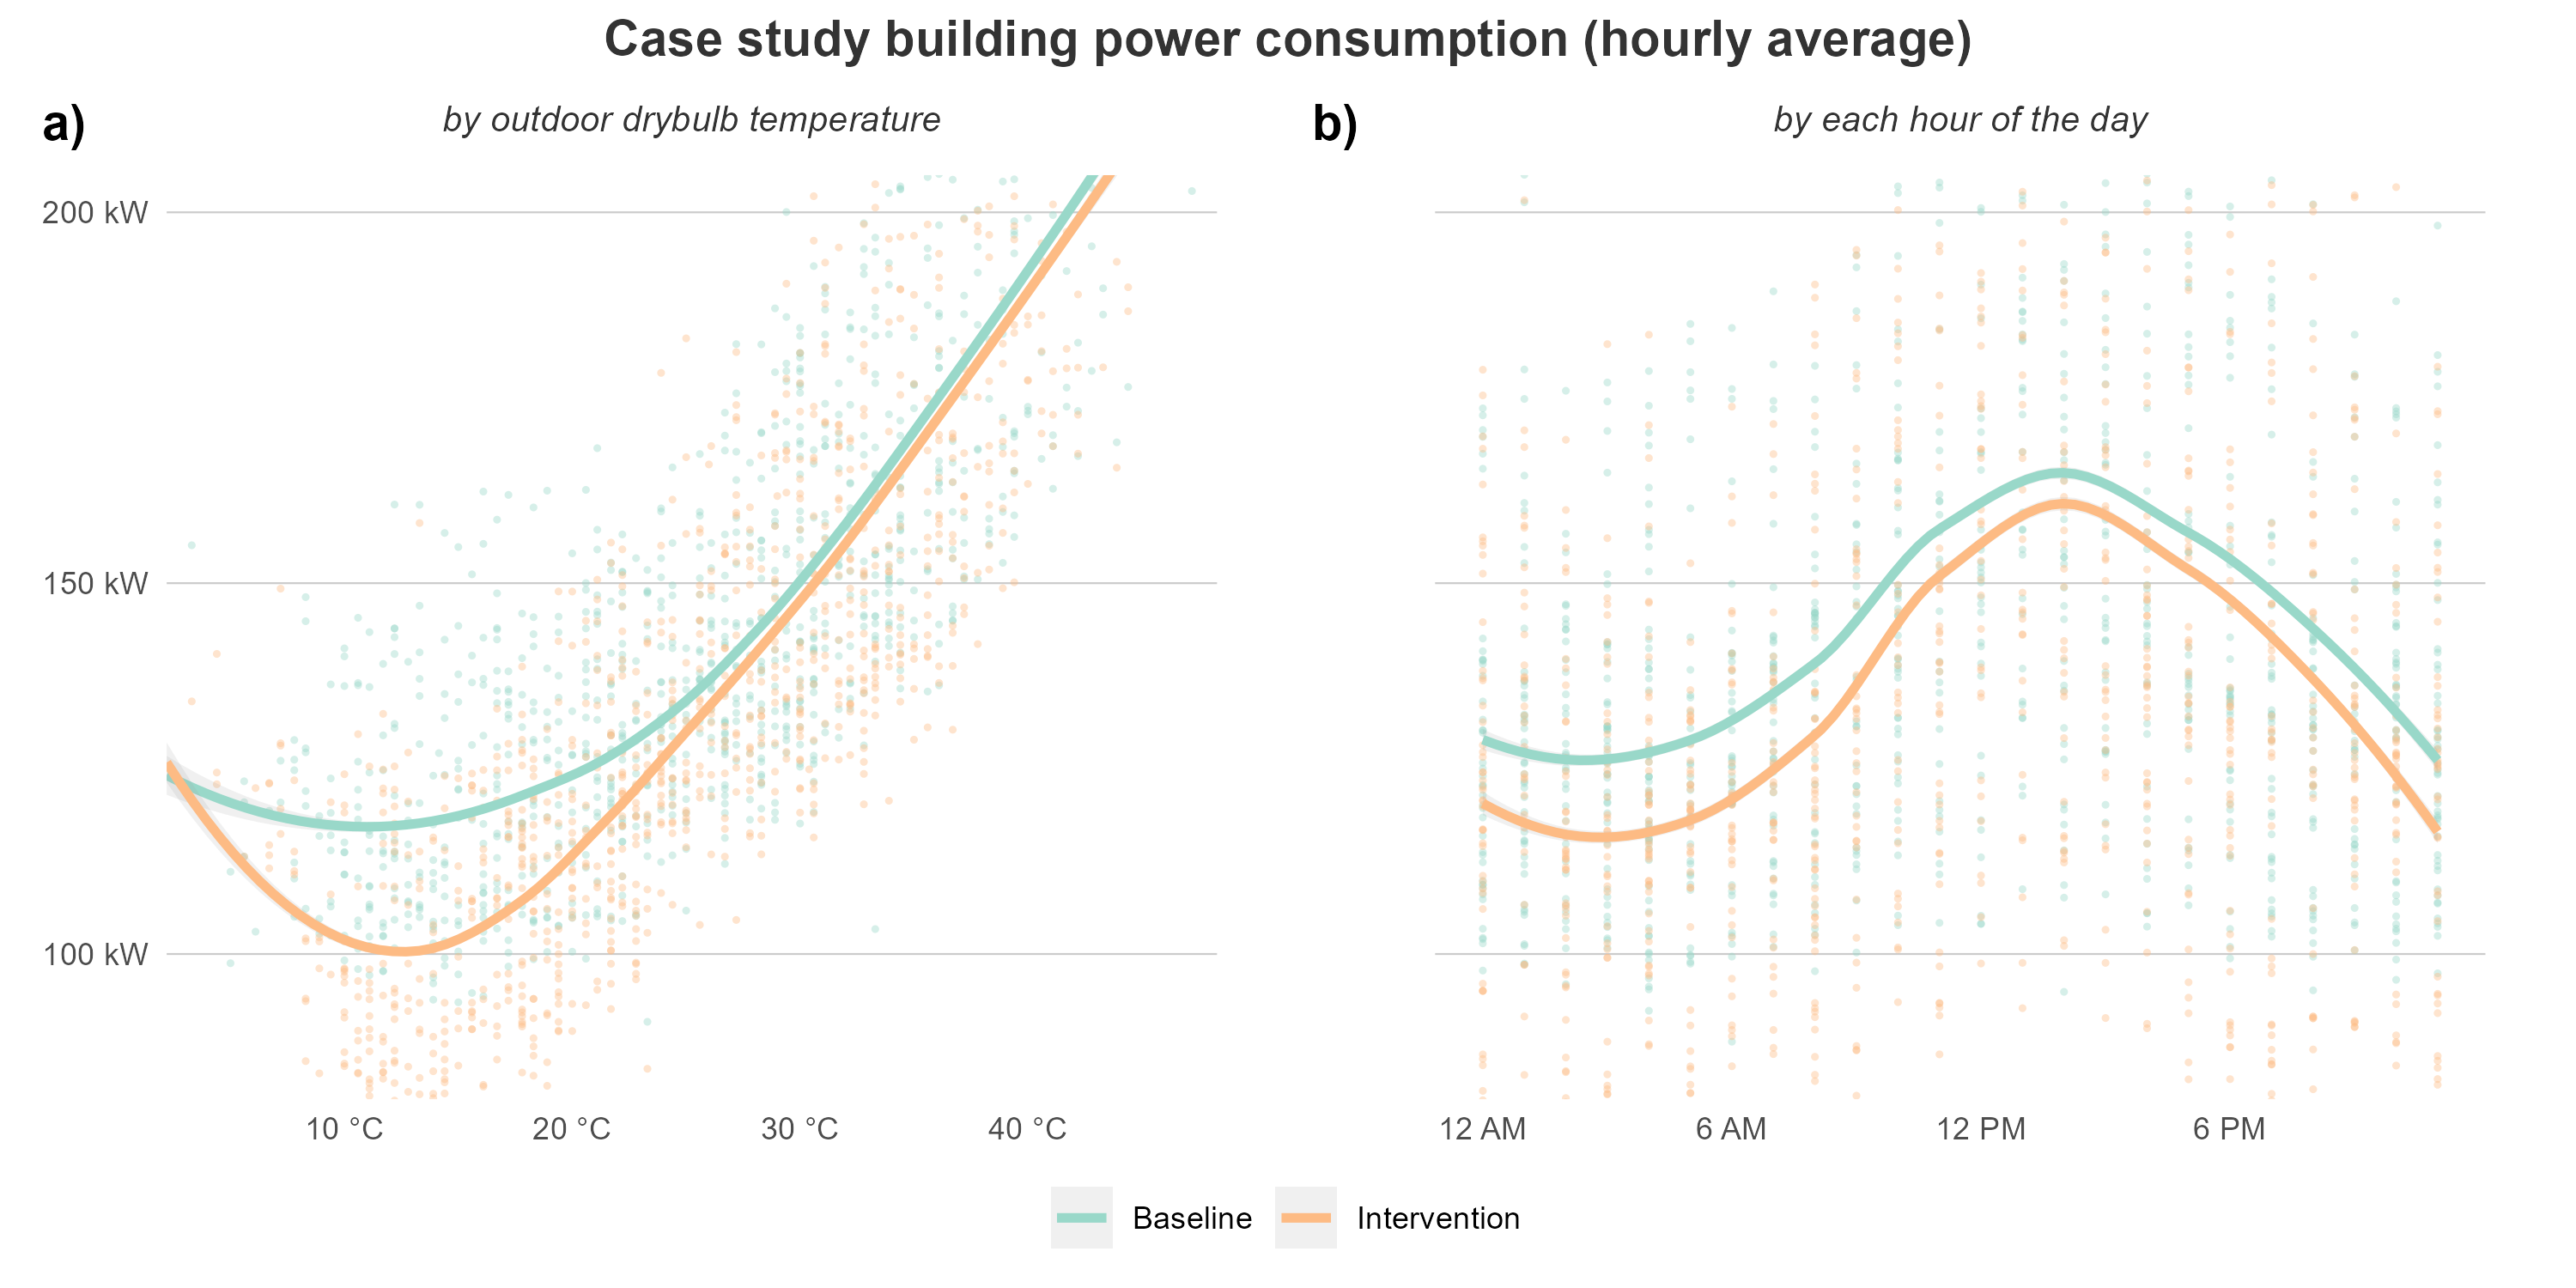 Case study building power consumption (hourly average)
a)
by outdoor drybulb temperature
200 kW
150 kW
100 kW
10 °C
20 °C
30 °C
40 °C
b)
by each hour of the day
12 AM
6 AM
12 PM
6 PM
Baseline
Intervention